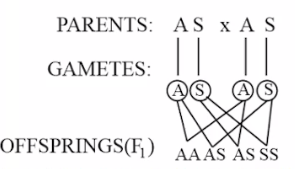 PARENTS: A S x A S
GAMETES:
A S A S
OFFSPRINGS(F₁) AA AS AS SS